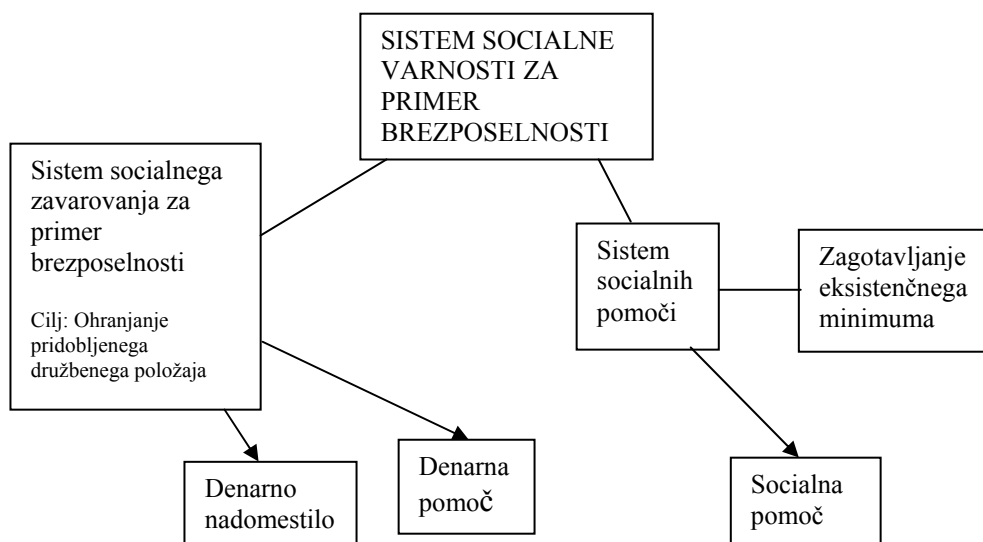 SISTEM SOCIALNE
VARNOSTI ZA
PRIMER
BREZPOSELNOSTI
Sistem socialnega
zavarovanja za
primer
brezposelnosti
Cilj: Ohranjanje
pridobljenega
družbenega položaja
Sistem
socialnih
pomoči
Zagotavljanje
eksistenčnega
minimuma
Denarno
nadomestilo
Denarna
pomoč
Socialna
pomoč